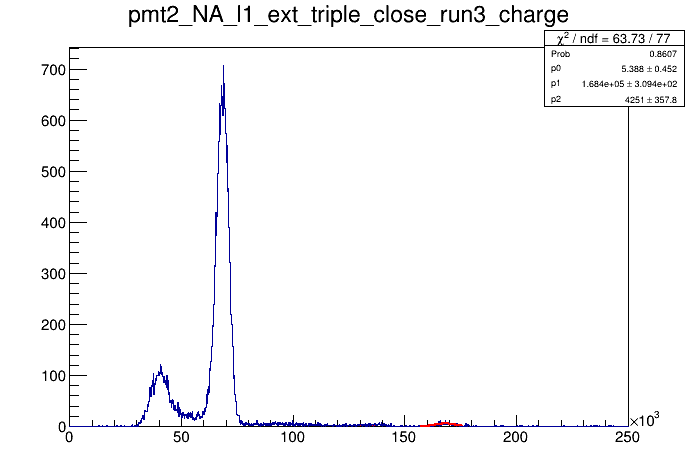 pmt2_NA_l1_ext_triple_close_run3_charge
χ² / ndf = 63.73 / 77
Prob 0.8607
p0 5.388 ± 0.452
p1 1.684e+05 ± 3.094e+02
p2 4251 ± 357.8
700
600
500
400
300
200
100
0
0 50 100 150 200 250
×10³